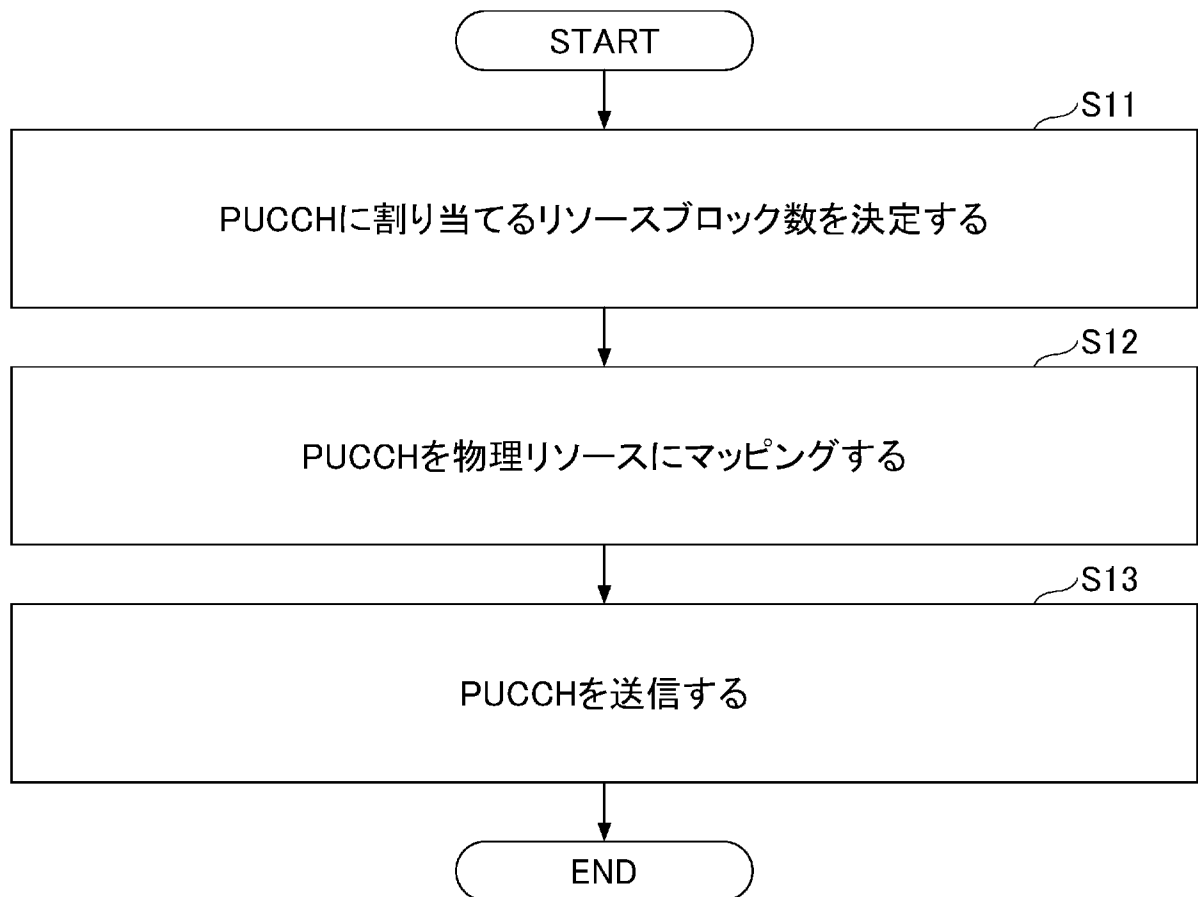 START
S11
PUCCHに割り当てるリソースブロック数を決定する
S12
PUCCHを物理リソースにマッピングする
S13
PUCCHを送信する
END